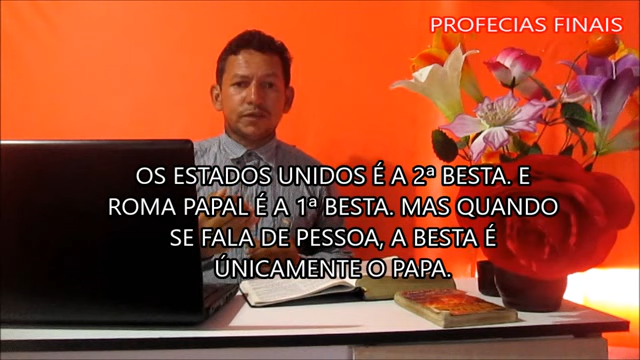 PROFECIAS FINAIS
OS ESTADOS UNIDOS É A 2ª BESTA. E
ROMA PAPAL É A 1ª BESTA. MAS QUANDO
SE FALA DE PESSOA, A BESTA É
ÚNICAMENTE O PAPA.